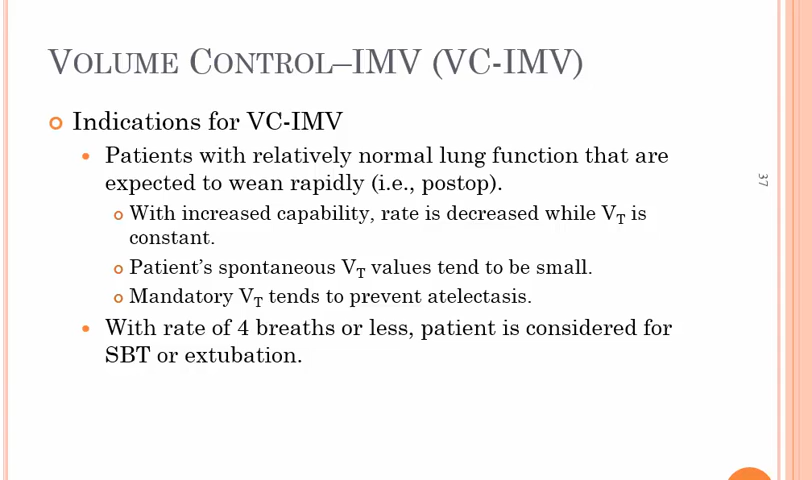 VOLUME CONTROL–IMV (VC-IMV)
Indications for VC-IMV
Patients with relatively normal lung function that are
expected to wean rapidly (i.e., postop).
With increased capability, rate is decreased while VT is
constant.
Patient's spontaneous VT values tend to be small.
Mandatory VT tends to prevent atelectasis.
With rate of 4 breaths or less, patient is considered for
SBT or extubation.
37